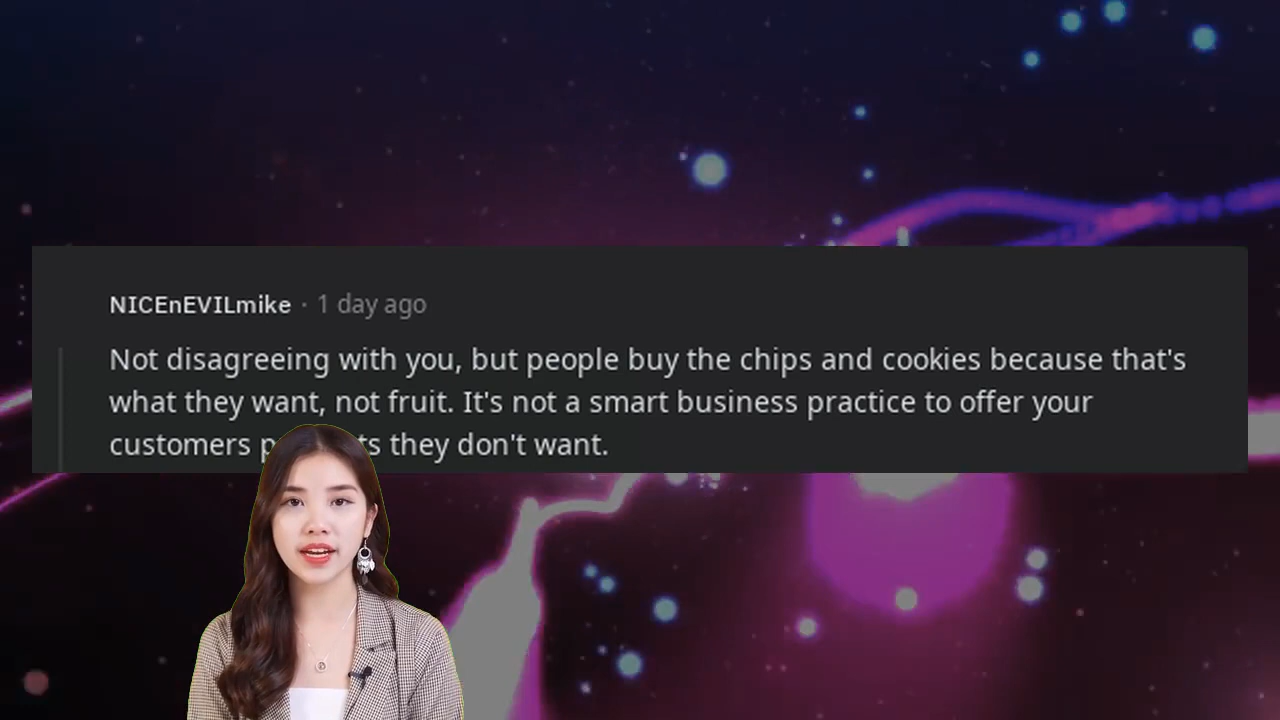 NICEnEVILmike · 1 day ago
Not disagreeing with you, but people buy the chips and cookies because that's
what they want, not fruit. It's not a smart business practice to offer your
customers they don't want.